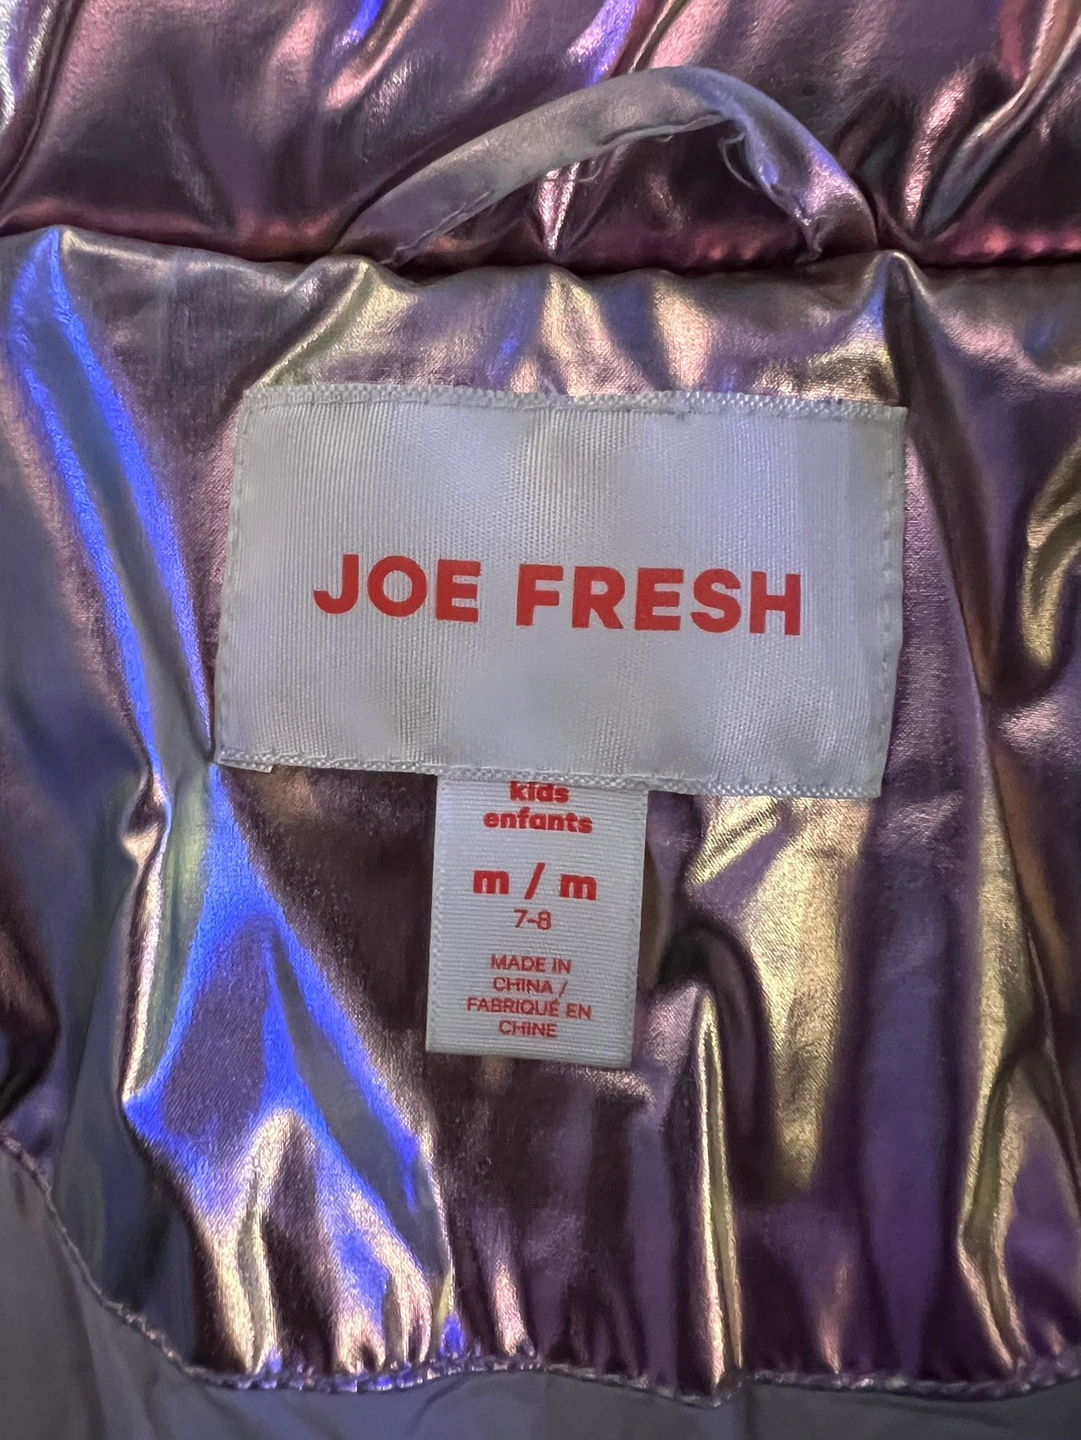 JOE FRESH
kids
enfants
m / m
7-8
MADE IN
CHINA /
FABRIQUÉ EN
CHINE